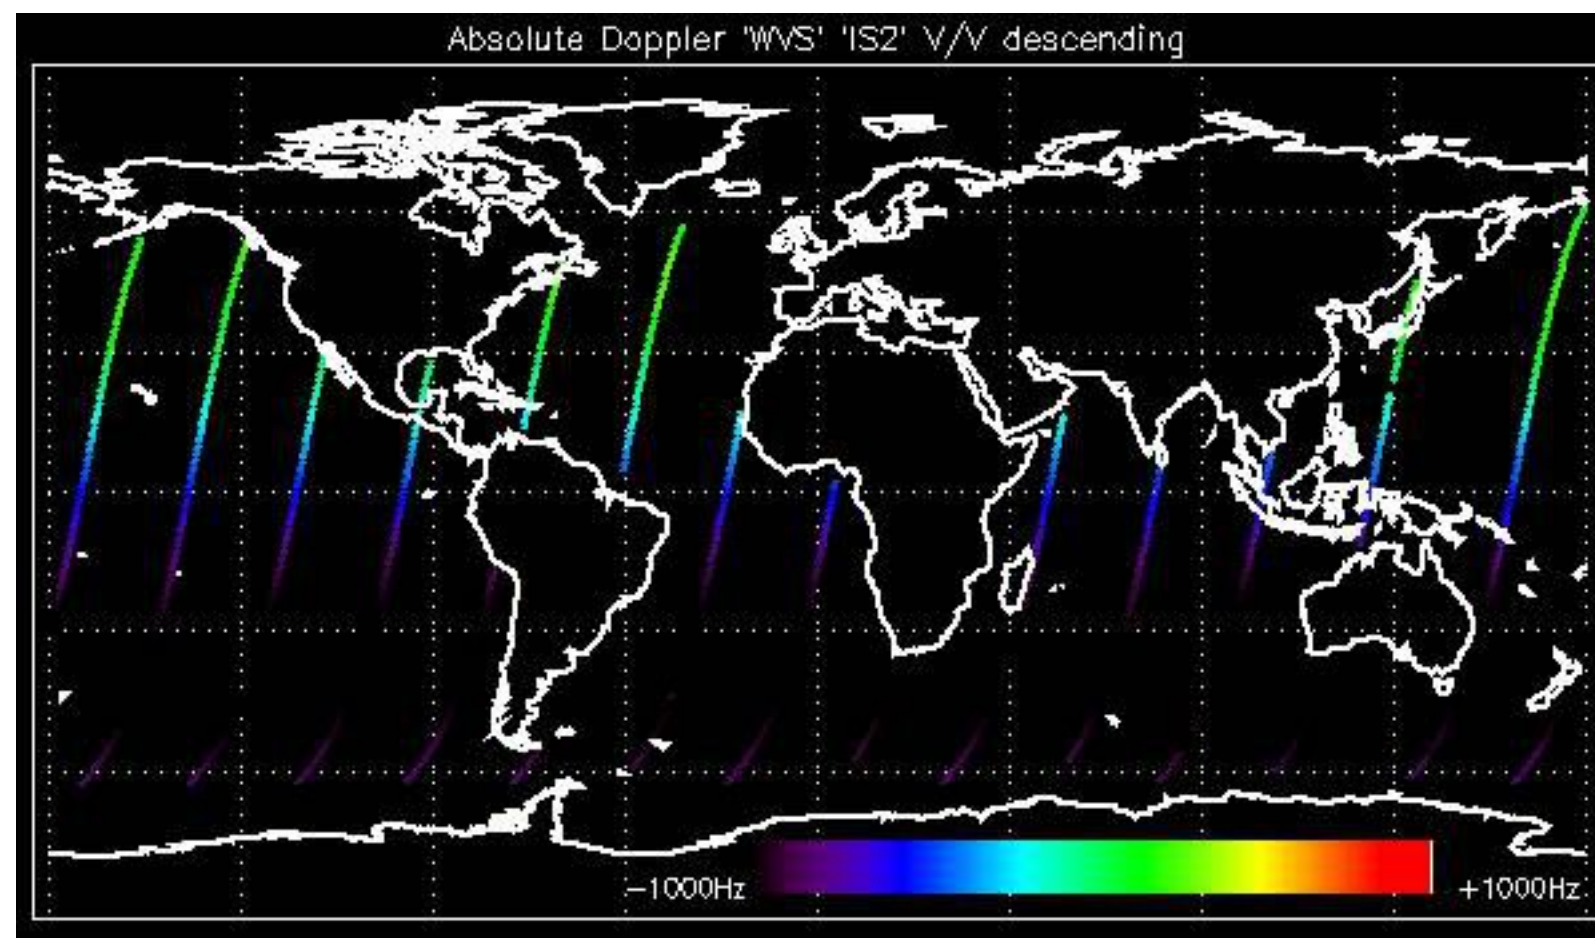 Absolute Doppler 'WVS' 'IS2' V/V descending
−1000Hz
+1000Hz